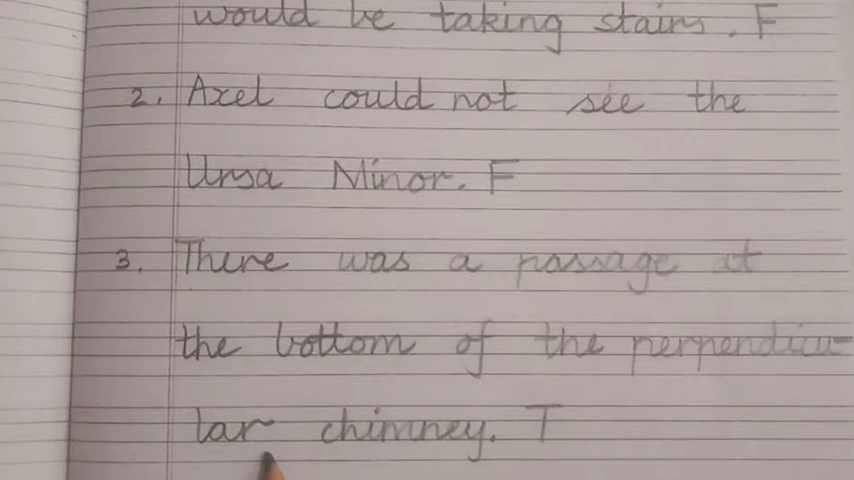 would be taking stairs. F
2. Axel could not see the
Ursa Minor. F
3. There was a passage at
the bottom of the perpendicu-
lar chimney. T